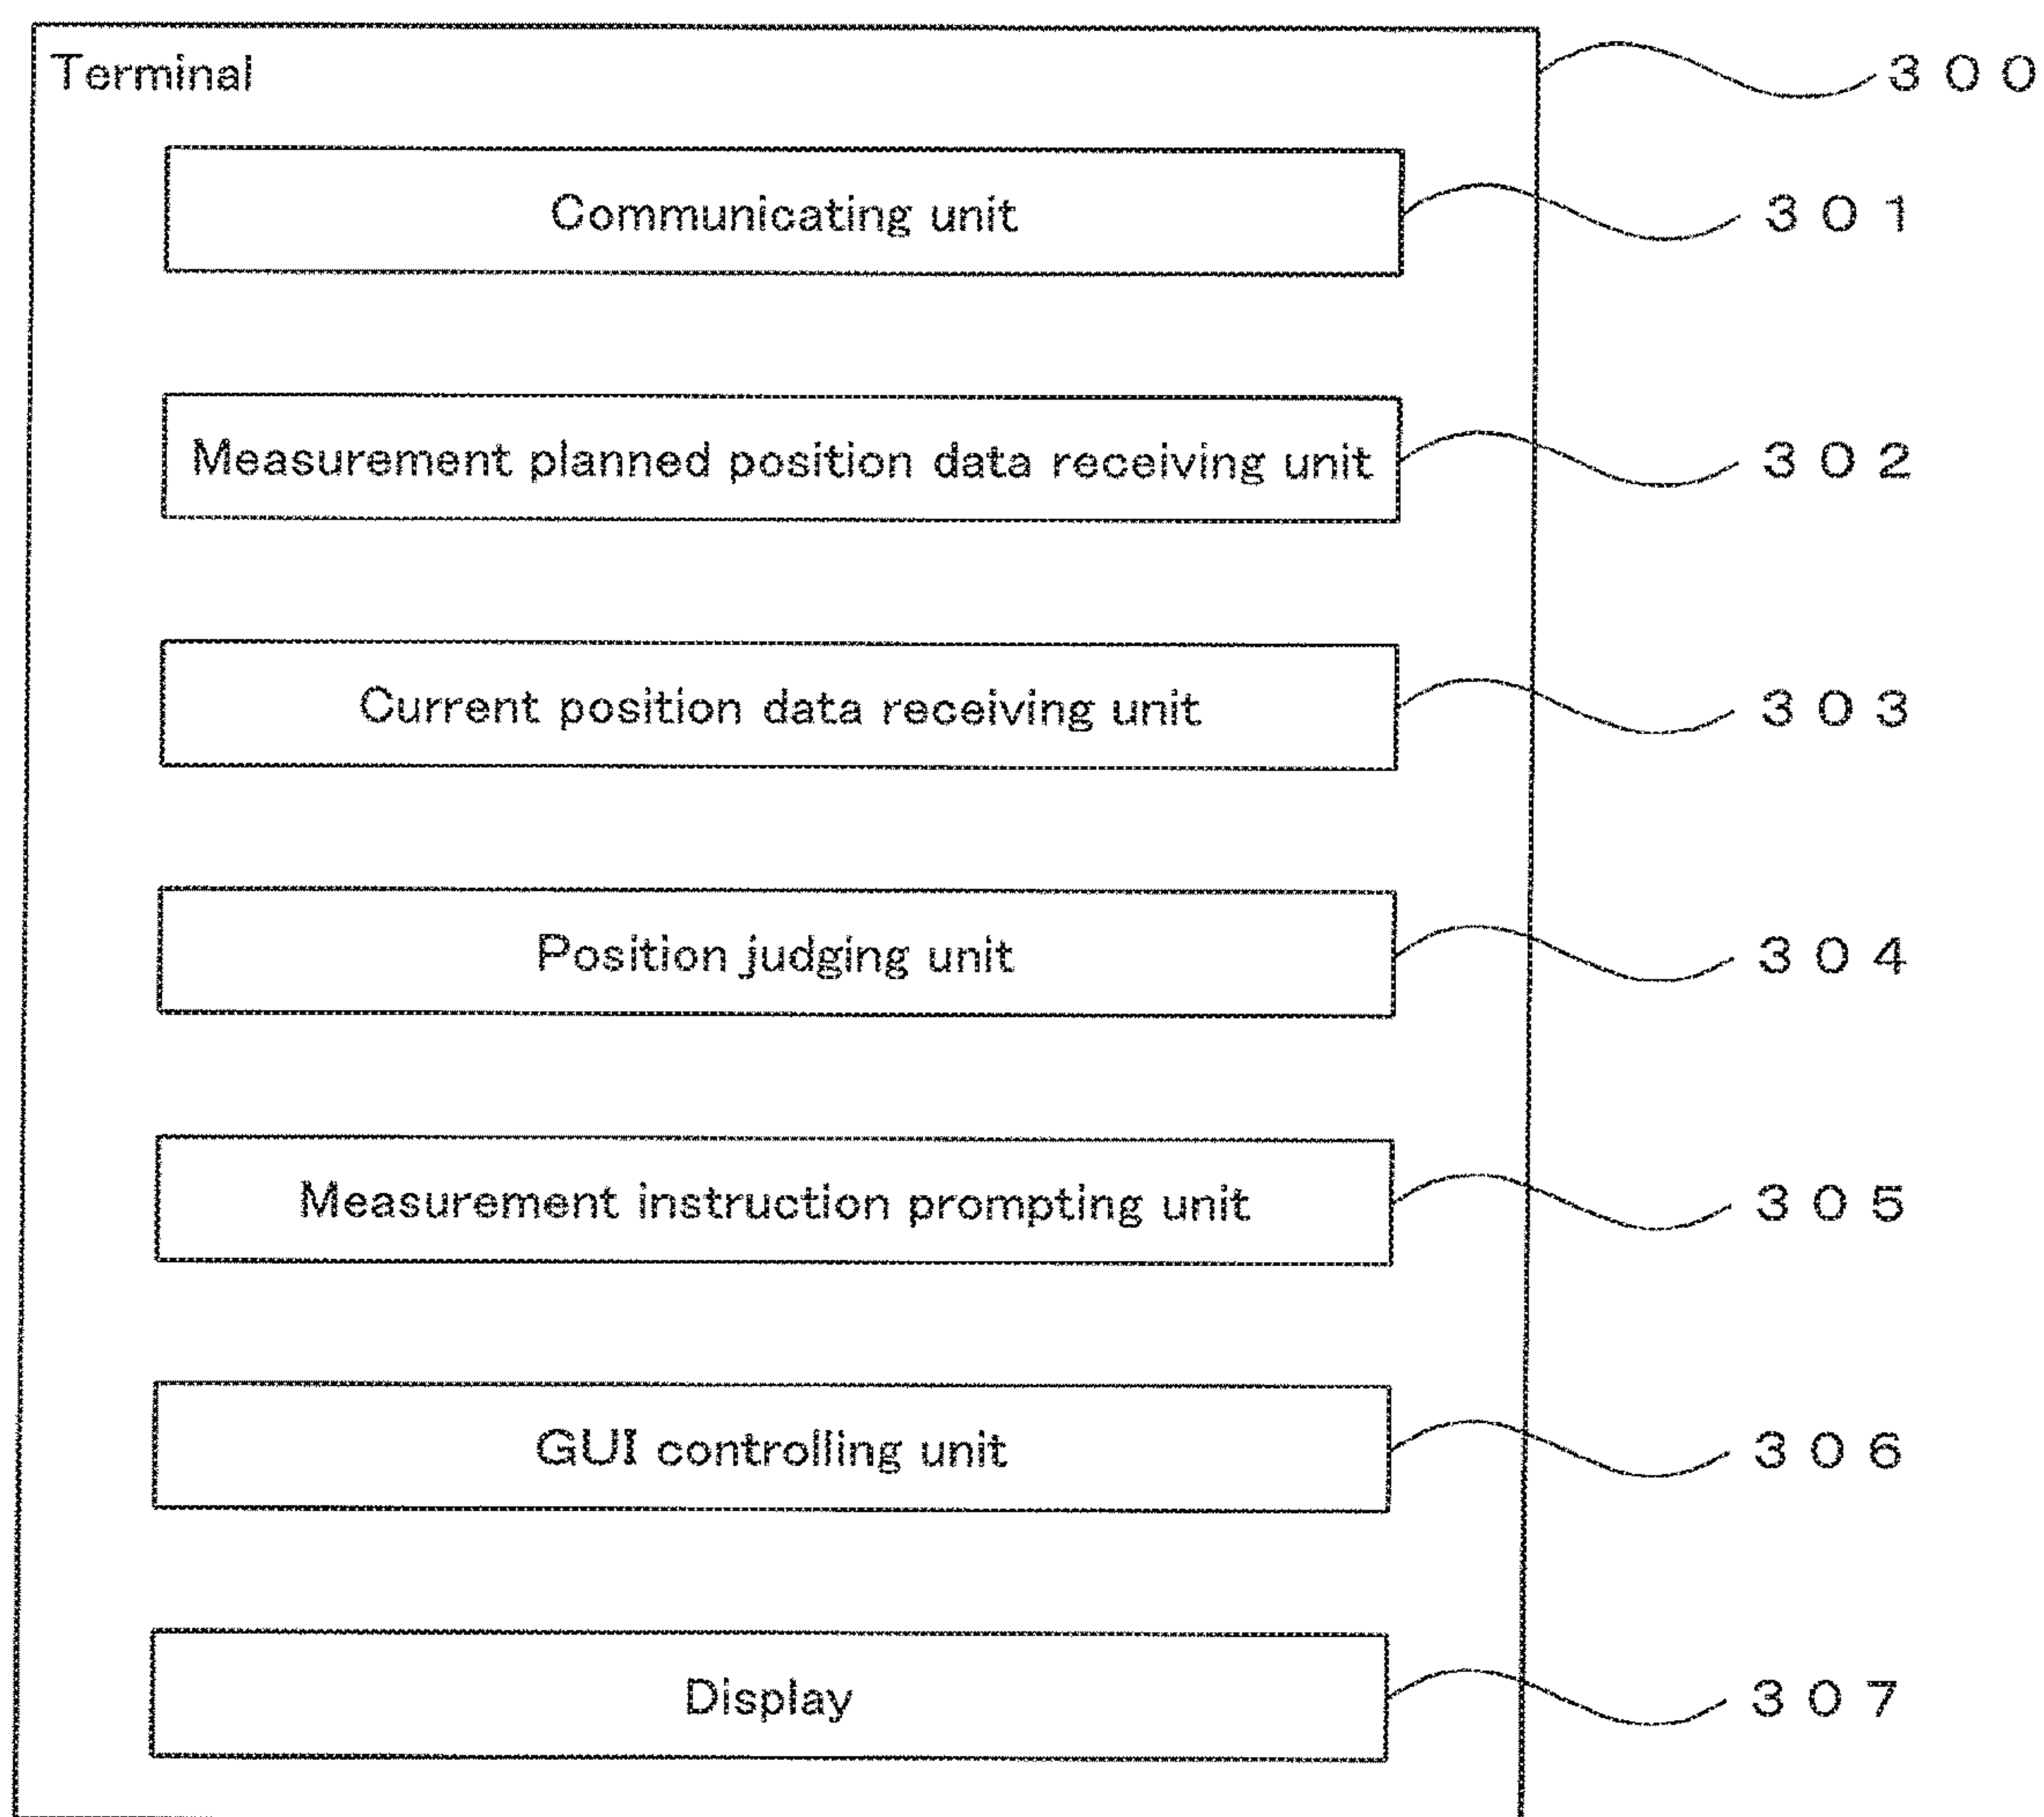 Terminal
300
Communicating unit
301
Measurement planned position data receiving unit
302
Current position data receiving unit
303
Position judging unit
304
Measurement instruction prompting unit
305
GUI controlling unit
306
Display
307